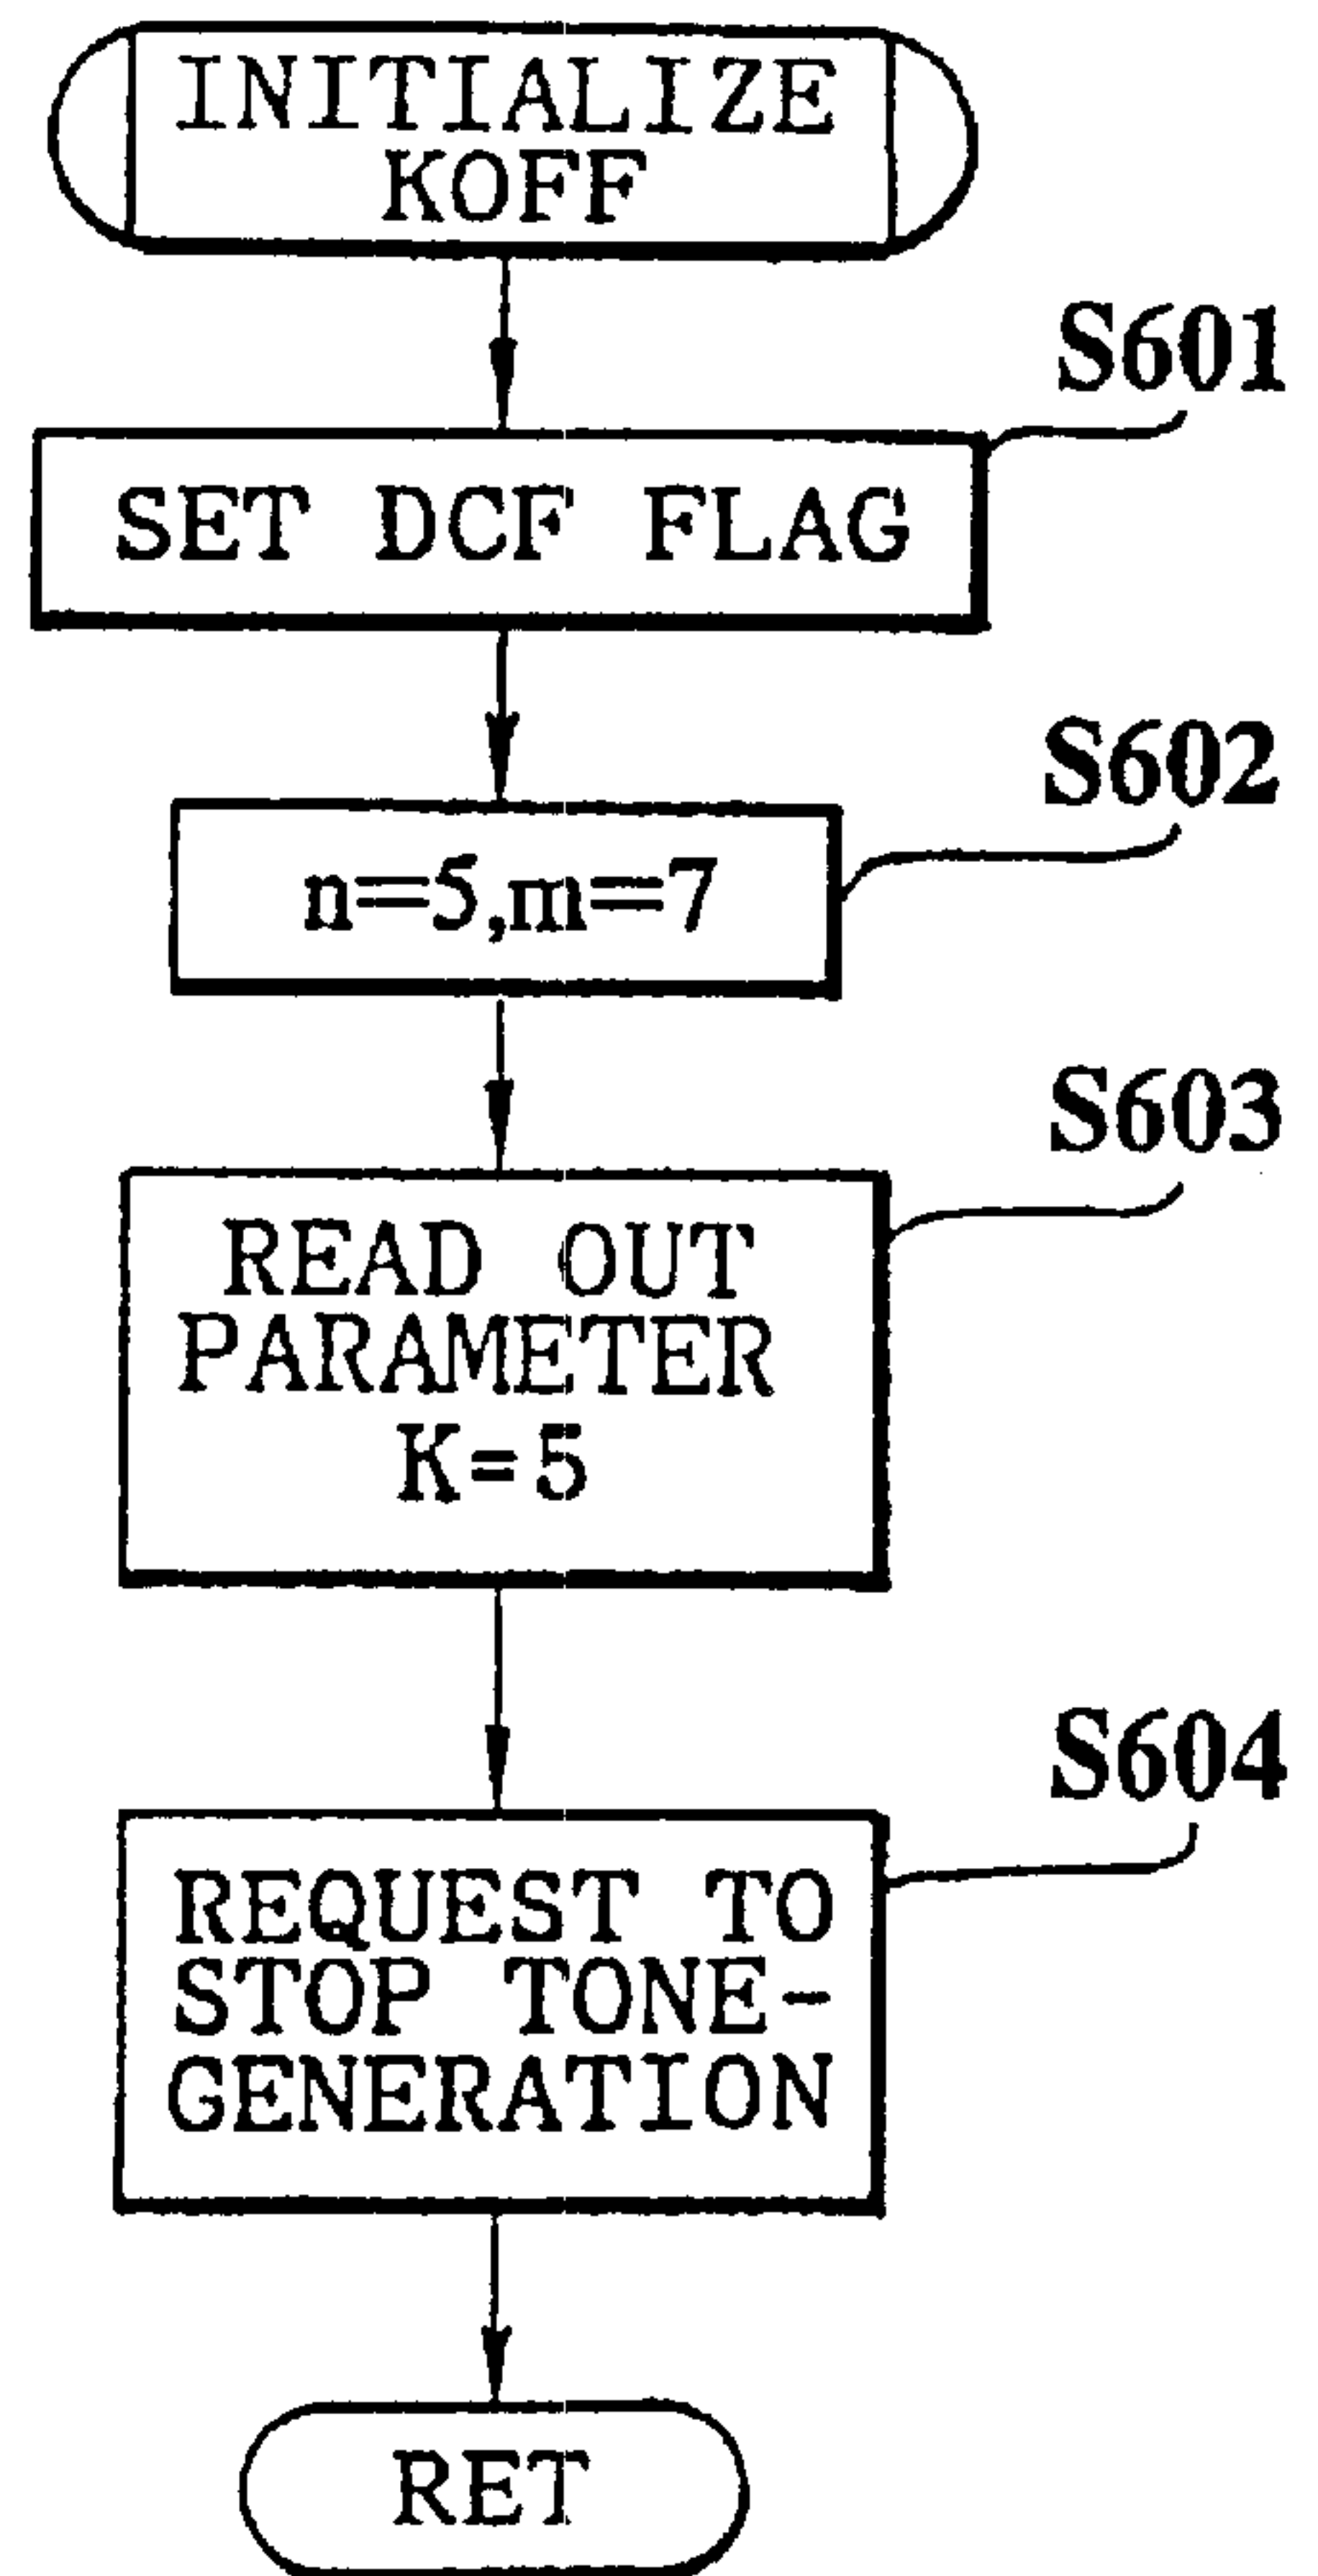 INITIALIZE
KOFF
S601
SET DCF FLAG
S602
n=5,m=7
S603
READ OUT
PARAMETER
K=5
S604
REQUEST TO
STOP TONE-
GENERATION
RET